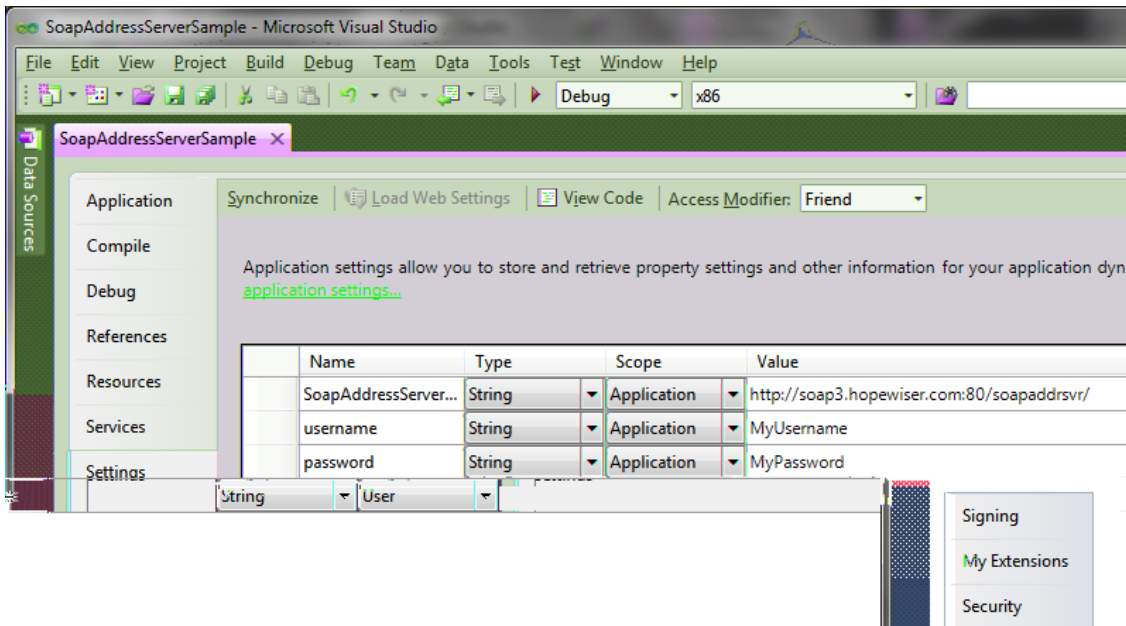 SoapAddressServerSample - Microsoft Visual Studio
File Edit View Project Build Debug Team Data Tools Test Window Help
Debug x86
SoapAddressServerSample
Data Sources
Synchronize Load Web Settings View Code Access Modifier: Friend
Application
Compile
Debug
References
Resources
Services
Settings
Application settings allow you to store and retrieve property settings and other information for your application dyn
application settings...
Name Type Scope Value
SoapAddressServer... String Application http://soap3.hopewiser.com:80/soapaddrsvr/
username String Application MyUsername
password String Application MyPassword
String User
Signing
My Extensions
Security